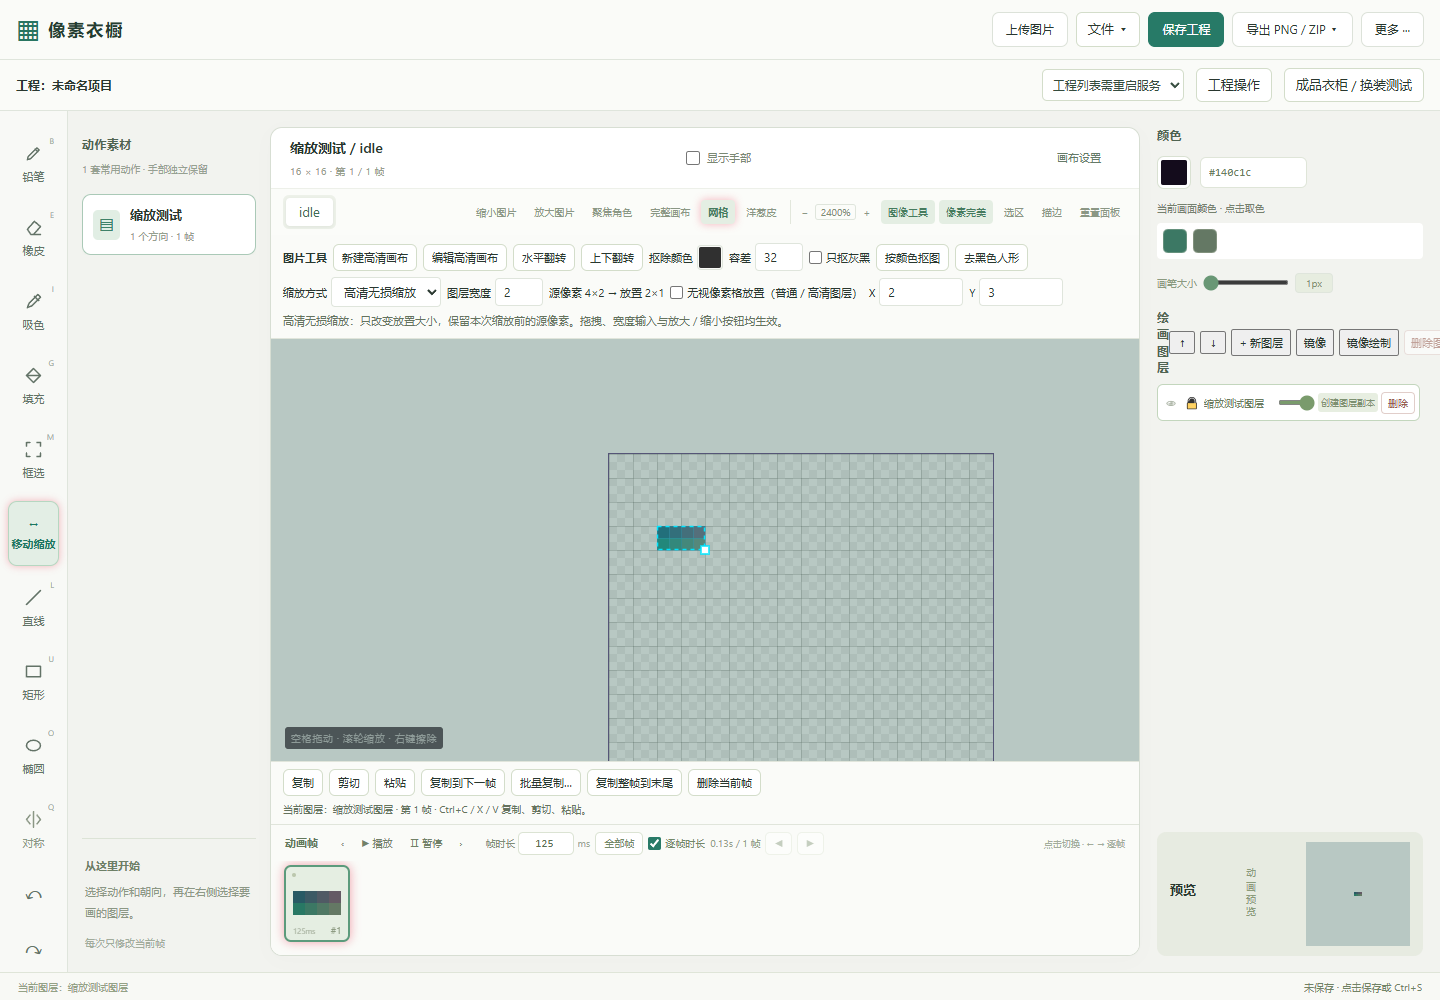 像素衣橱
上传图片 文件 ▾ 保存工程 导出 PNG / ZIP ▾ 更多 ···
工程：未命名项目
工程列表需重启服务 工程操作 成品衣柜 / 换装测试
B
铅笔
E
橡皮
I
吸色
G
填充
M
框选
↔
移动缩放
L
直线
U
矩形
O
椭圆
Q
对称
动作素材
1 套常用动作 · 手部独立保留
缩放测试
1 个方向 · 1 帧
从这里开始
选择动作和朝向，再在右侧选择要
画的图层。
每次只修改当前帧
缩放测试 / idle
16 × 16 · 第 1 / 1 帧
显示手部
画布设置
idle
缩小图片 放大图片 聚焦角色 完整画布 网格 洋葱皮 − 2400% + 图像工具 像素完美 选区 描边 重置面板
图片工具 新建高清画布 编辑高清画布 水平翻转 上下翻转 抠除颜色 容差 32 只抠灰黑 按颜色抠图 去黑色人形
缩放方式 高清无损缩放 图层宽度 2 源像素 4×2 → 放置 2×1 无视像素格放置（普通 / 高清图层） X 2 Y 3
高清无损缩放：只改变放置大小，保留本次缩放前的源像素。拖拽、宽度输入与放大 / 缩小按钮均生效。
空格拖动 · 滚轮缩放 · 右键擦除
复制 剪切 粘贴 复制到下一帧 批量复制... 复制整帧到末尾 删除当前帧
当前图层：缩放测试图层 · 第 1 帧 · Ctrl+C / X / V 复制、剪切、粘贴。
动画帧 ‹ ▶ 播放 II 暂停 › 帧时长 125 ms 全部帧 逐帧时长 0.13s / 1 帧 ◀ ▶ 点击切换 · ← → 逐帧
125ms #1
颜色
#140c1c
当前画面颜色 · 点击取色
画笔大小 1px
绘画图层 ↑ ↓ + 新图层 镜像 镜像绘制 删除图
缩放测试图层 创建图层副本 删除
预览
动画预览
当前图层：缩放测试图层
未保存 · 点击保存或 Ctrl+S